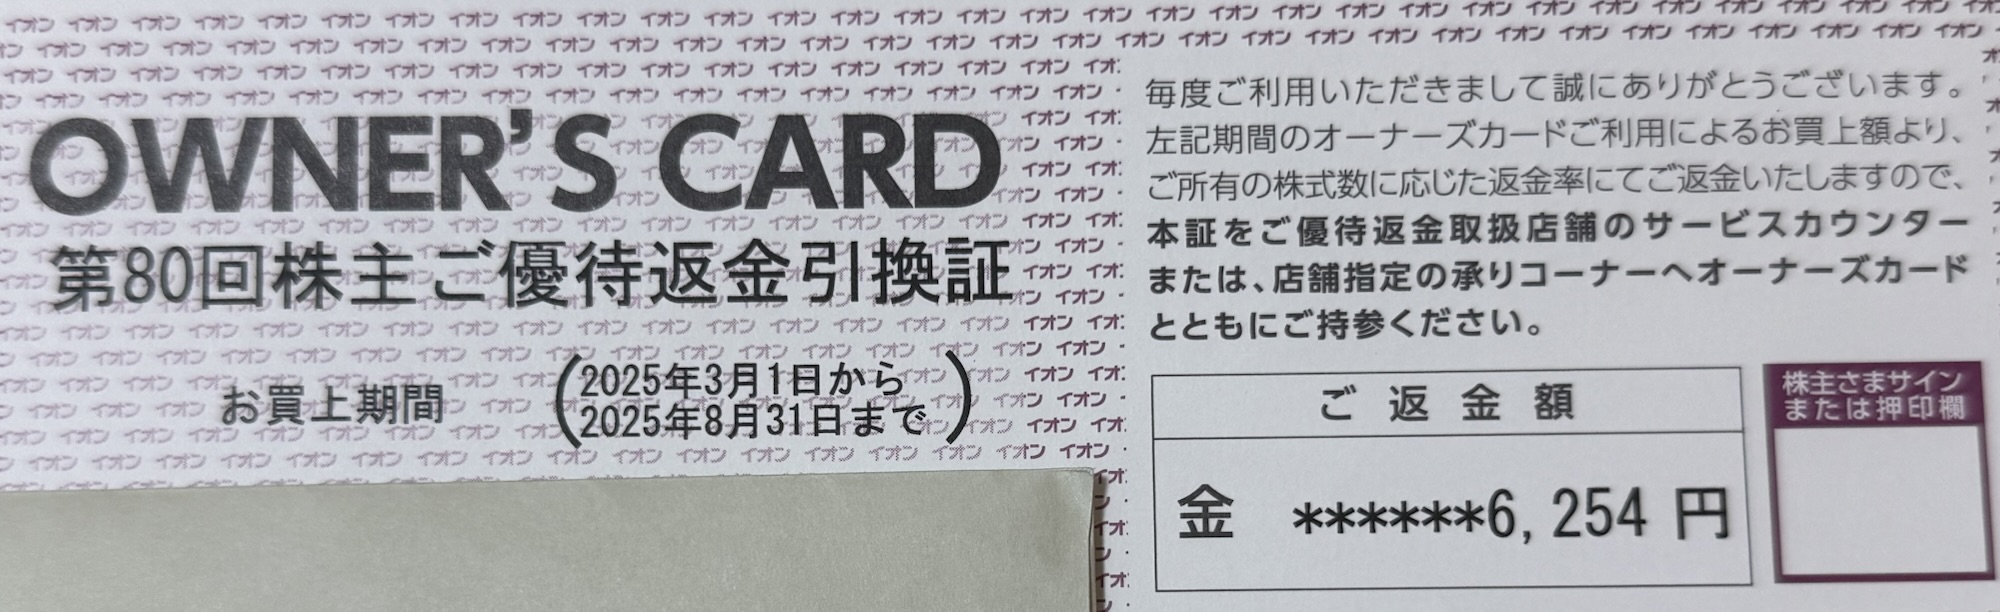 OWNER'S CARD
第80回株主ご優待返金引換証
お買上期間
(2025年3月1日から
2025年8月31日まで)
毎度ご利用いただきまして誠にありがとうございます。
左記期間のオーナーズカードご利用によるお買上額より、
ご所有の株式数に応じた返金率にてご返金いたしますので、
本証をご優待返金取扱店舗のサービスカウンター
または、店舗指定の承りコーナーへオーナーズカード
とともにご持参ください。
ご返金額
金 ******6,254円
株主さまサイン
または押印欄
イオン